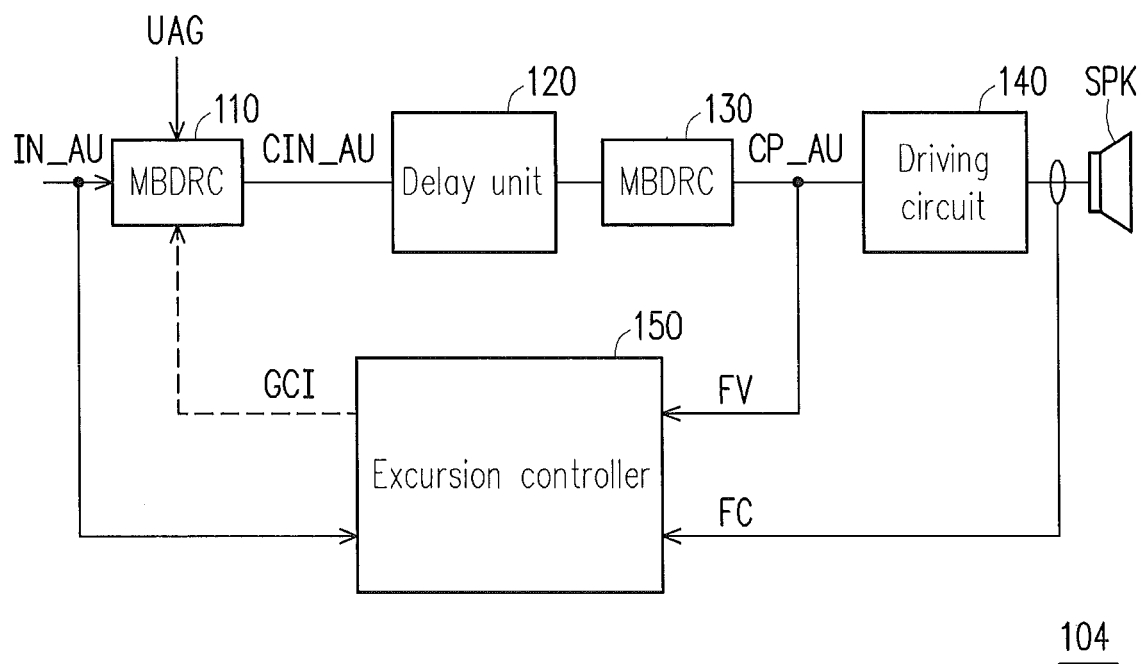 UAG
110
120
130
140
SPK
IN_AU
MBDRC
CIN_AU
Delay unit
MBDRC
CP_AU
Driving
circuit
150
GCI
Excursion controller
FV
FC
104